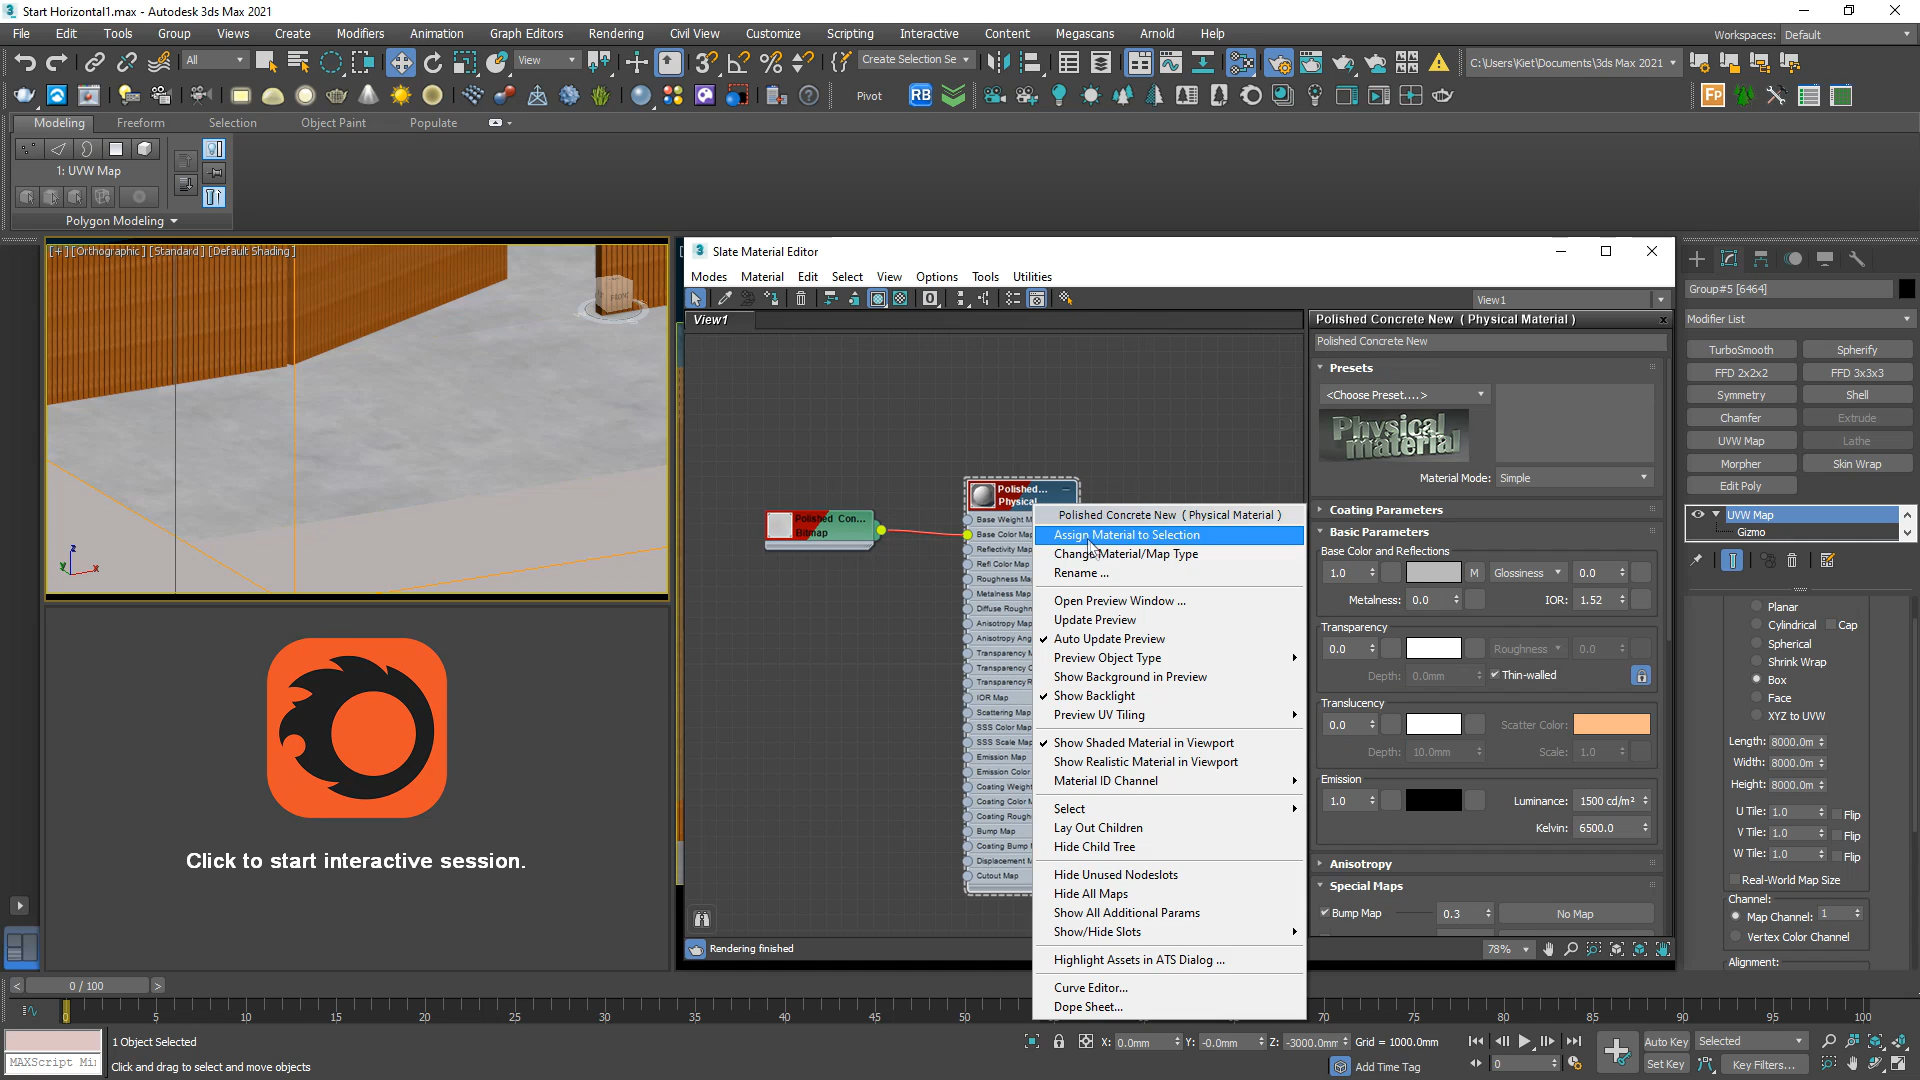 Start Horizontal1.max - Autodesk 3ds Max 2021
File Edit Tools Group Views Create Modifiers Animation Graph Editors Rendering Civil View Customize Scripting Interactive Content Megascans Arnold Help
Workspaces: Default
All View Create Selection Se C:\Users\Kiet\Documents\3ds Max 2021
Pivot RB Fp
Modeling Freeform Selection Object Paint Populate
1: UVW Map
Polygon Modeling
[+] [Orthographic] [Standard] [Default Shading]
FRONT
z
y x
Click to start interactive session.
Slate Material Editor
Modes Material Edit Select View Options Tools Utilities
View1
View1
Polished Con...
Bitmap
Polished...
Physical
Base Weight M
Base Color Map
Reflectivity Map
Refl Color Map
Roughness Map
Metalness Map
Diffuse Roughn
Anisotropy Map
Anisotropy Ang
Transparency M
Transparency C
Transparency R
IOR Map
Scattering Map
SSS Color Map
SSS Scale Map
Emission Map
Emission Color
Coating Weight
Coating Color M
Coating Rough
Bump Map
Coating Bump M
Displacement M
Cutout Map
Polished Concrete New ( Physical Material )
Assign Material to Selection
Change Material/Map Type
Rename ...
Open Preview Window ...
Update Preview
Auto Update Preview
Preview Object Type
Show Background in Preview
Show Backlight
Preview UV Tiling
Show Shaded Material in Viewport
Show Realistic Material in Viewport
Material ID Channel
Select
Lay Out Children
Hide Child Tree
Hide Unused Nodeslots
Hide All Maps
Show All Additional Params
Show/Hide Slots
Highlight Assets in ATS Dialog ...
Curve Editor...
Dope Sheet...
Rendering finished
78%
Polished Concrete New ( Physical Material )
Polished Concrete New
Presets
<Choose Preset....>
Physical material
Material Mode: Simple
Coating Parameters
Basic Parameters
Base Color and Reflections
1.0 M Glossiness 0.0
Metalness: 0.0 IOR: 1.52
Transparency
0.0 Roughness 0.0
Depth: 0.0mm Thin-walled
Translucency
0.0 Scatter Color:
Depth: 10.0mm Scale: 1.0
Emission
1.0 Luminance: 1500 cd/m²
Kelvin: 6500.0
Anisotropy
Special Maps
Bump Map 0.3 No Map
Group#5 [6464]
Modifier List
TurboSmooth Spherify
FFD 2x2x2 FFD 3x3x3
Symmetry Shell
Chamfer Extrude
UVW Map Lathe
Morpher Skin Wrap
Edit Poly
UVW Map
Gizmo
Planar
Cylindrical Cap
Spherical
Shrink Wrap
Box
Face
XYZ to UVW
Length: 8000.0m
Width: 8000.0m
Height: 8000.0m
U Tile: 1.0 Flip
V Tile: 1.0 Flip
W Tile: 1.0 Flip
Real-World Map Size
Channel:
Map Channel: 1
Vertex Color Channel
Alignment:
< 0 / 100 >
0 5 10 15 20 25 30 35 40 45 50 70 75 80 85 90 95 100
1 Object Selected
MAXScript Mi
Click and drag to select and move objects
X: 0.0mm Y: -0.0mm Z: -3000.0mm Grid = 1000.0mm
Add Time Tag
0
Auto Key Selected
Set Key Key Filters...